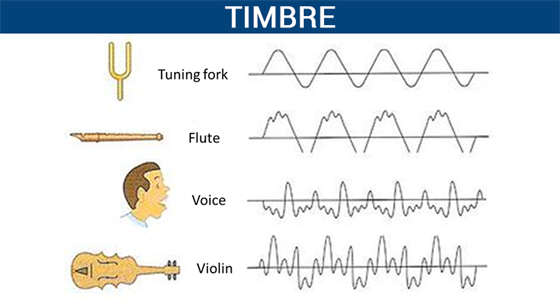 TIMBRE
Tuning fork
Flute
Voice
Violin